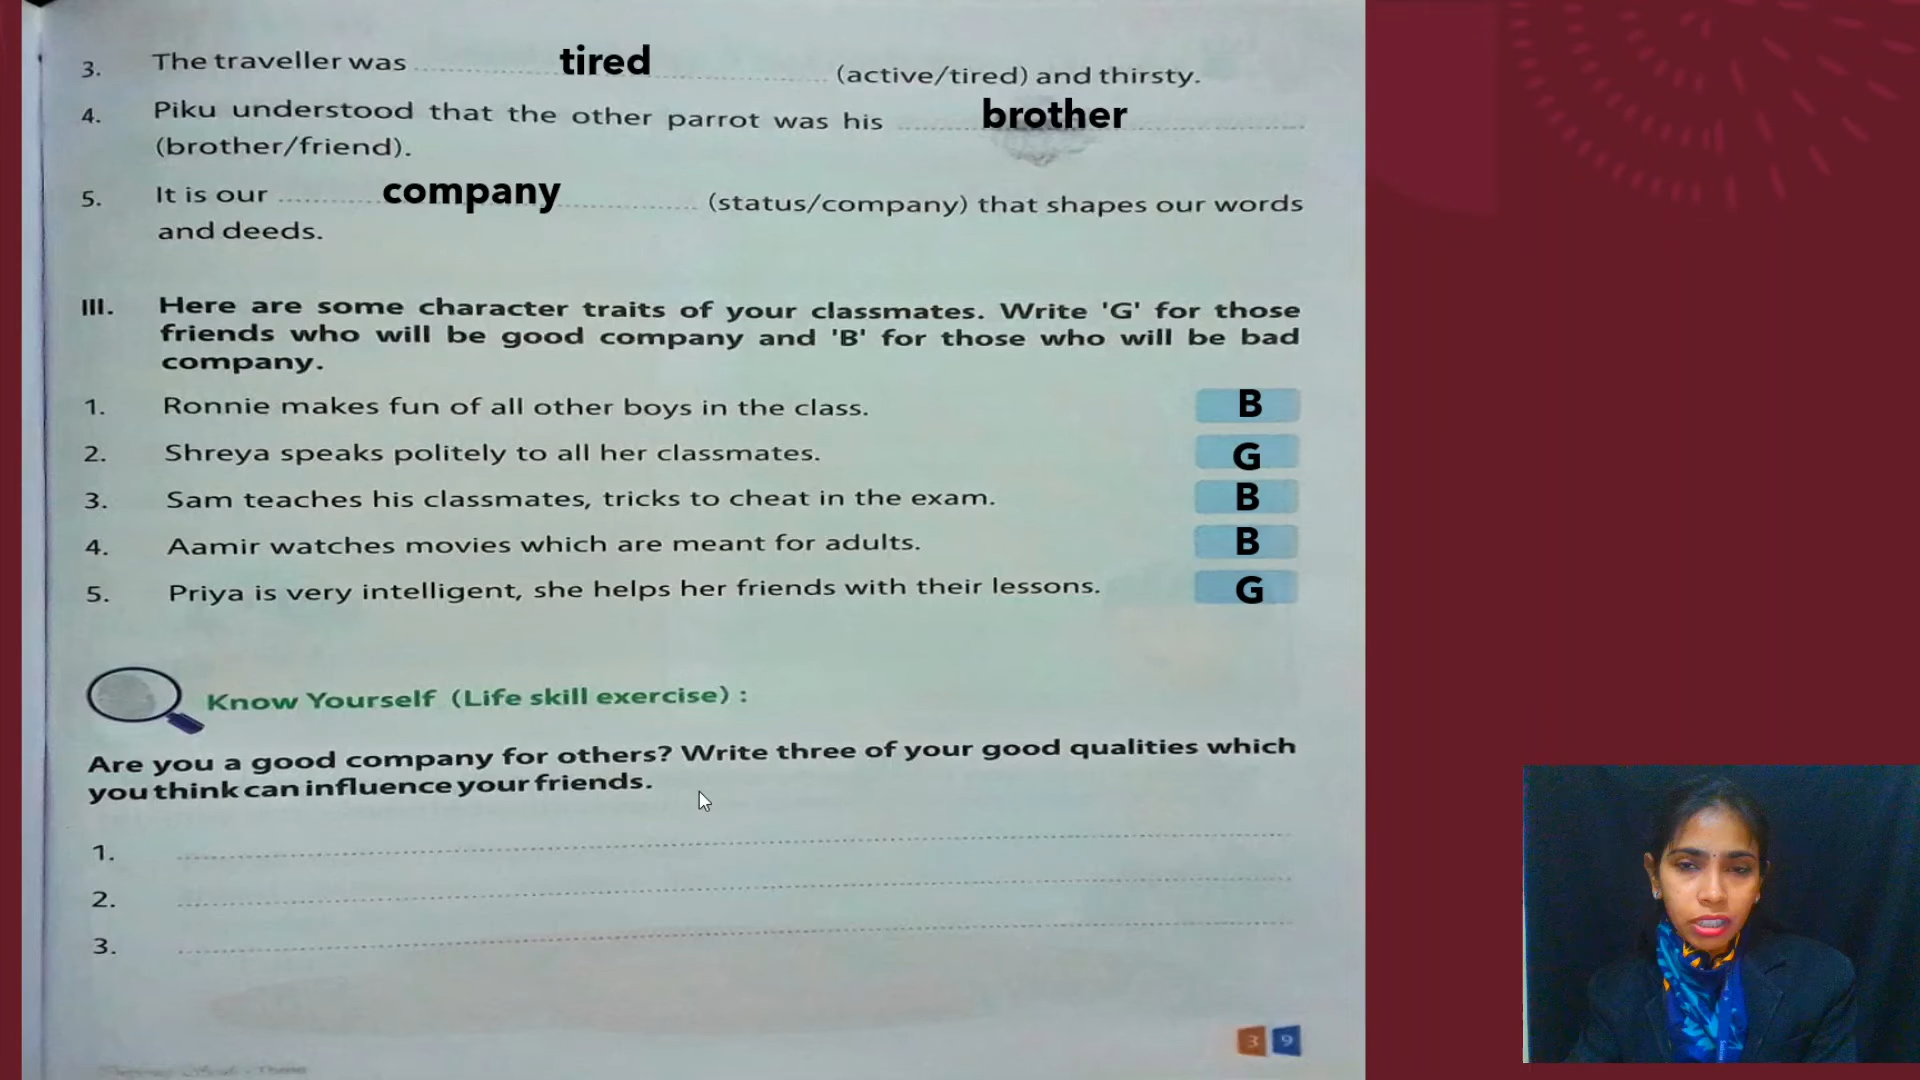 3. The traveller was tired (active/tired) and thirsty.
4. Piku understood that the other parrot was his brother
(brother/friend).
5. It is our company (status/company) that shapes our words
and deeds.
III. Here are some character traits of your classmates. Write 'G' for those
friends who will be good company and 'B' for those who will be bad
company.
1. Ronnie makes fun of all other boys in the class. B
2. Shreya speaks politely to all her classmates. G
3. Sam teaches his classmates, tricks to cheat in the exam. B
4. Aamir watches movies which are meant for adults. B
5. Priya is very intelligent, she helps her friends with their lessons. G
Know Yourself (Life skill exercise) :
Are you a good company for others? Write three of your good qualities which
you think can influence your friends.
1.
2.
3.
3 9